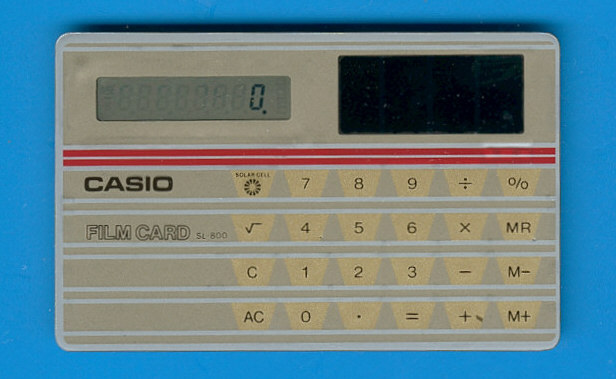 0.
SOLAR CELL
CASIO 7 8 9 ÷ %
FILM CARD SL-800 √ 4 5 6 × MR
C 1 2 3 − M−
AC 0 · = + M+